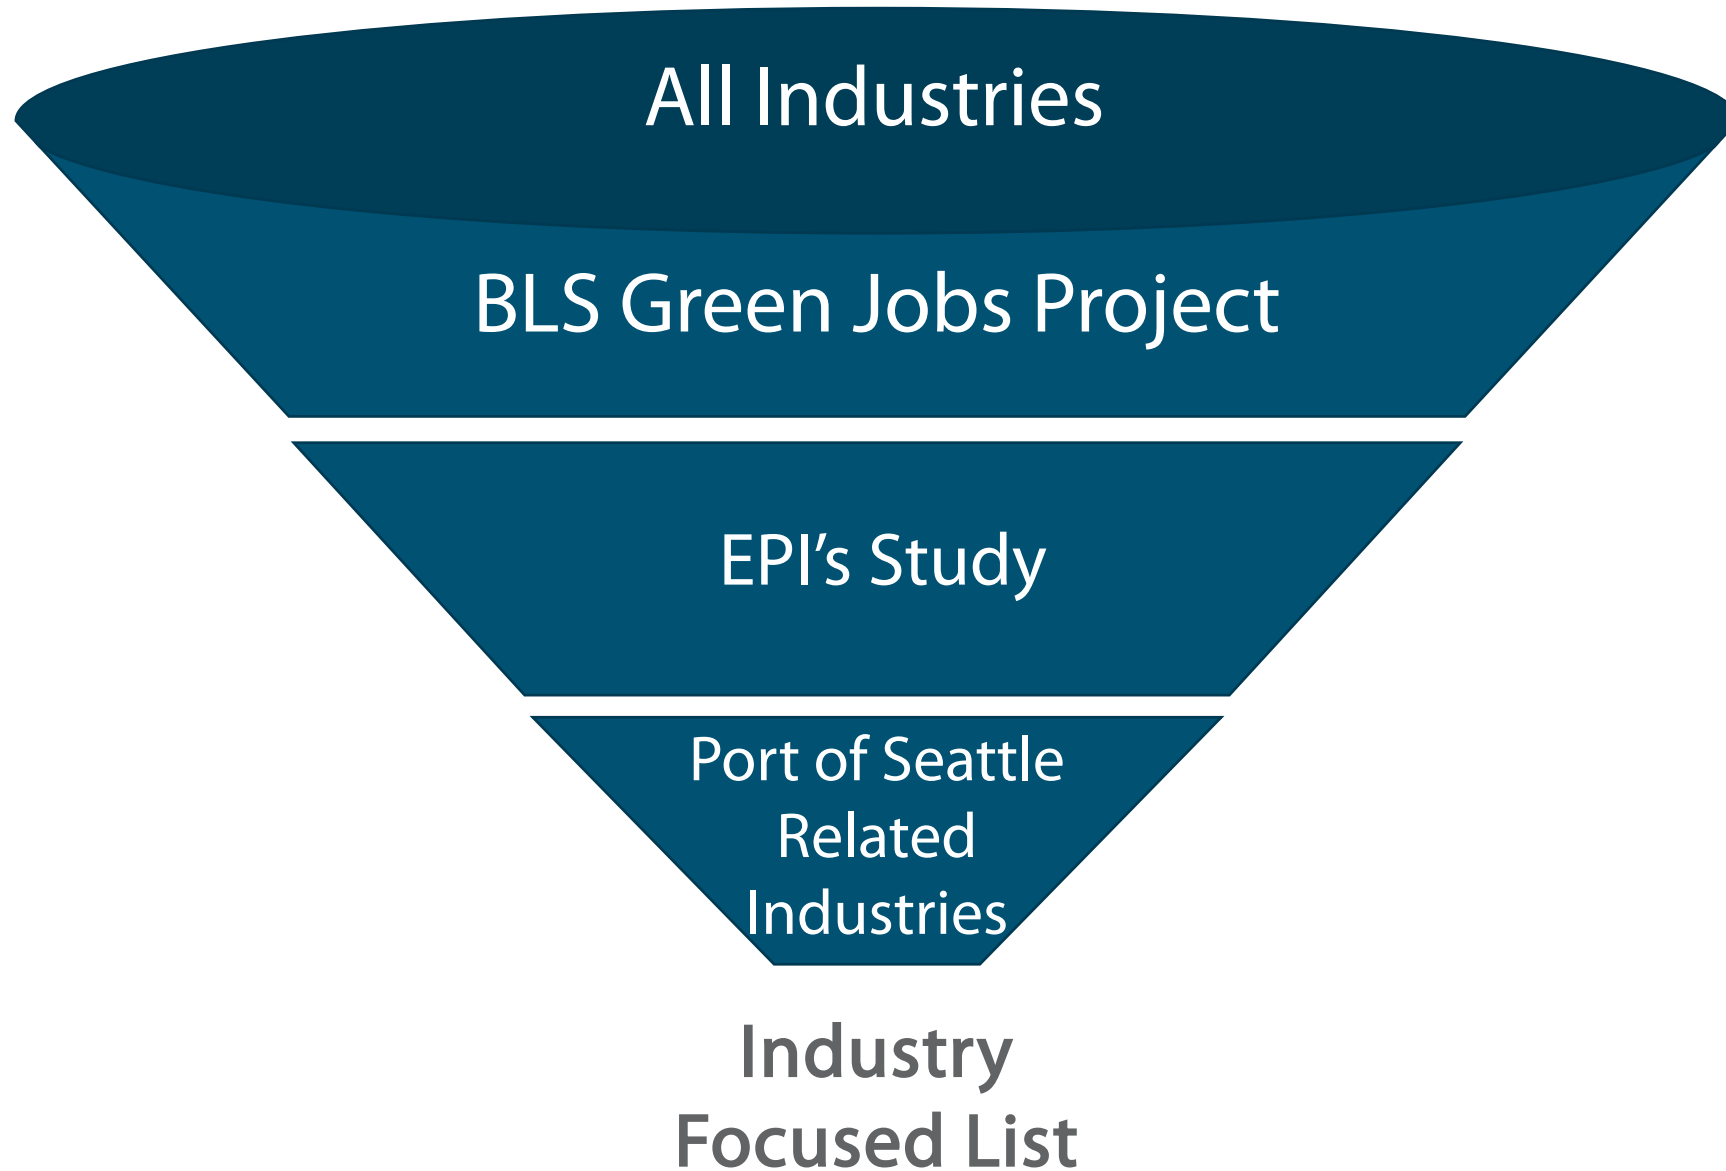 All Industries
BLS Green Jobs Project
EPI’s Study
Port of Seattle
Related
Industries
Industry
Focused List